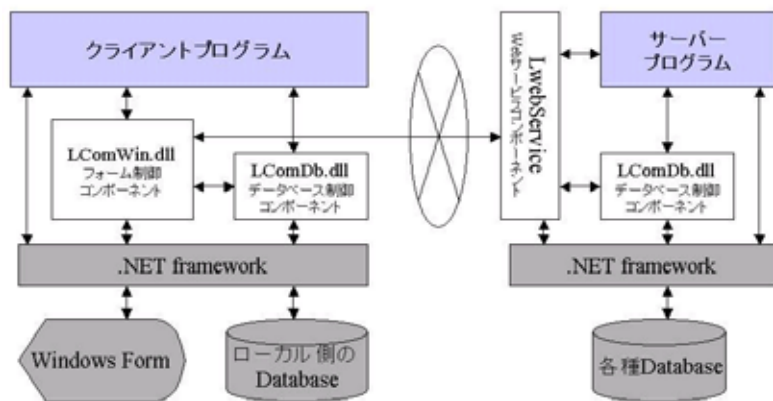 クライアントプログラム
LComWin.dll
フォーム制御
コンポーネント
LComDb.dll
データベース制御
コンポーネント
.NET framework
Windows Form
ローカル側の
Database
LwebService
Webサービスコンポーネント
サーバー
プログラム
LComDb.dll
データベース制御
コンポーネント
.NET framework
各種Database